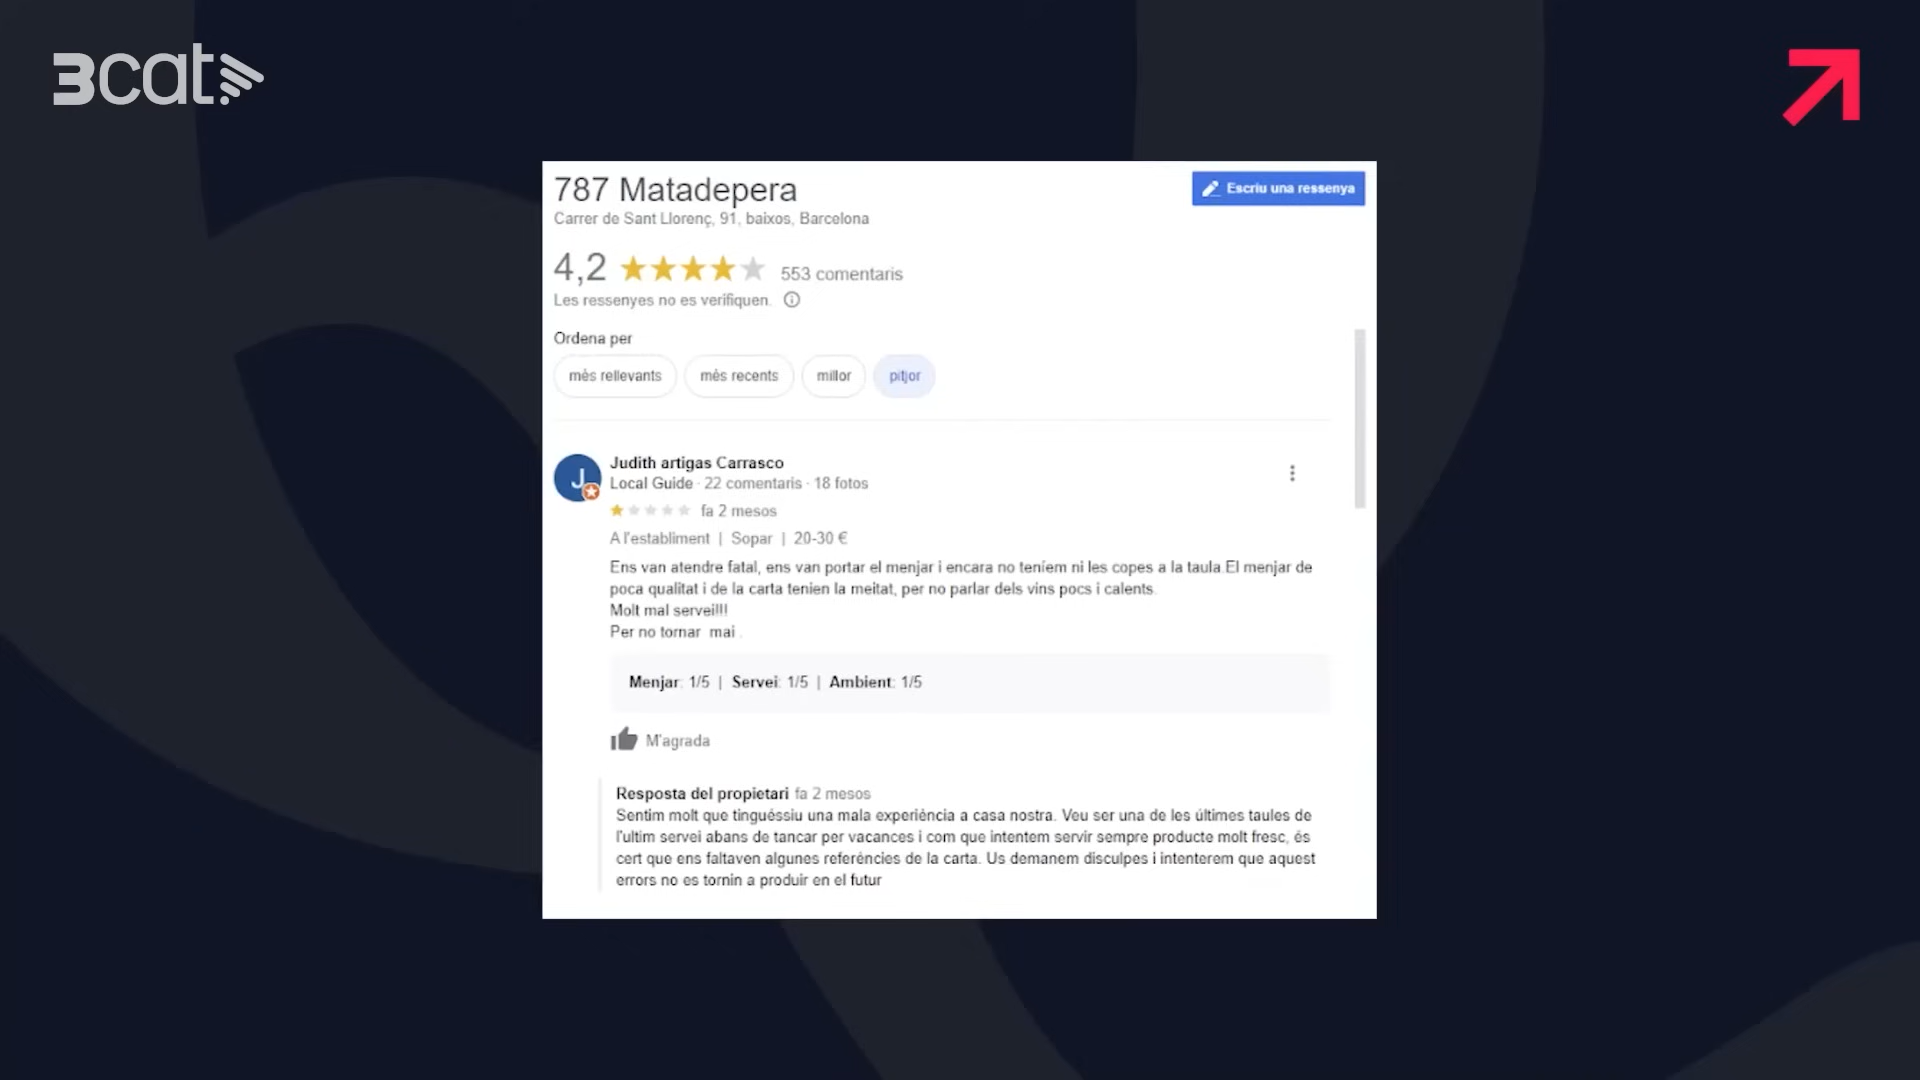 3cat
787 Matadepera
Escriu una ressenya
Carrer de Sant Llorenç, 91, baixos, Barcelona
4,2 553 comentaris
Les ressenyes no es verifiquen.
Ordena per
més rellevants més recents millor pitjor
J
Judith artigas Carrasco
Local Guide · 22 comentaris · 18 fotos
fa 2 mesos
A l'establiment | Sopar | 20-30 €
Ens van atendre fatal, ens van portar el menjar i encara no teníem ni les copes a la taula.El menjar de
poca qualitat i de la carta tenien la meitat, per no parlar dels vins pocs i calents.
Molt mal servei!!!
Per no tornar mai .
Menjar: 1/5 | Servei: 1/5 | Ambient: 1/5
M'agrada
Resposta del propietari fa 2 mesos
Sentim molt que tinguéssiu una mala experiència a casa nostra. Veu ser una de les últimes taules de
l'ultim servei abans de tancar per vacances i com que intentem servir sempre producte molt fresc, és
cert que ens faltaven algunes referències de la carta. Us demanem disculpes i intenterem que aquest
errors no es tornin a produir en el futur